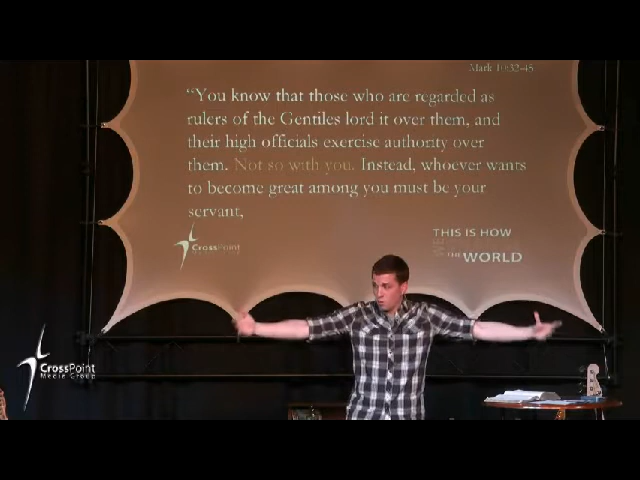 Mark 10:32-45
“You know that those who are regarded as
rulers of the Gentiles lord it over them, and
their high officials exercise authority over
them. Not so with you. Instead, whoever wants
to become great among you must be your
servant,
CrossPoint
THIS IS HOW
THE WORLD
CrossPoint
Media Group